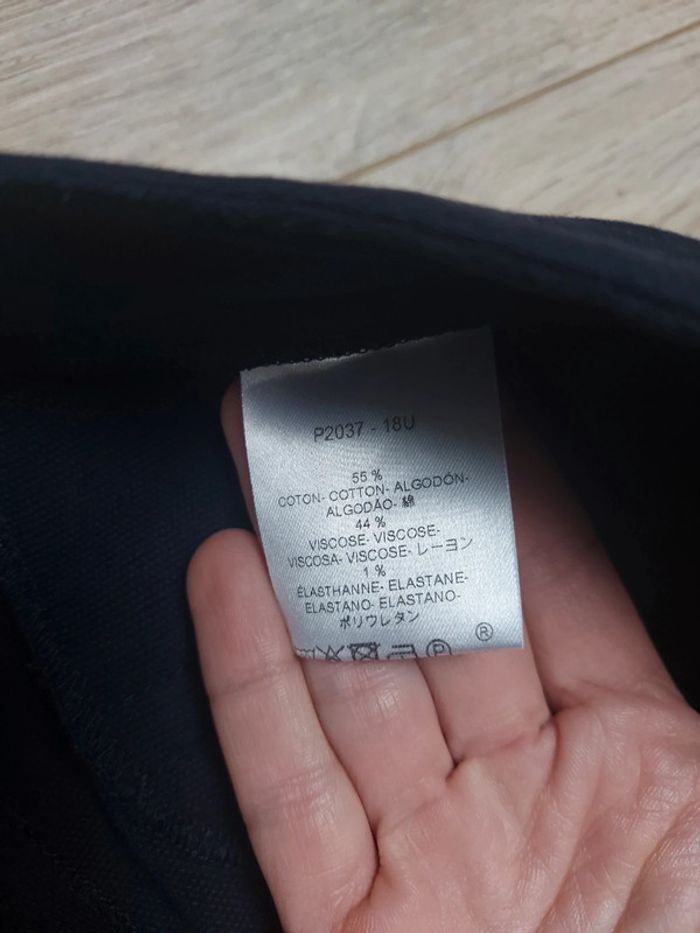 P2037 - 18U
55 %
COTON- COTTON- ALGODÓN-
ALGODÃO- 綿
44 %
VISCOSE- VISCOSE-
VISCOSA- VISCOSE- レーヨン
1 %
ÉLASTHANNE- ELASTANE-
ELASTANO- ELASTANO-
ポリウレタン
®
P